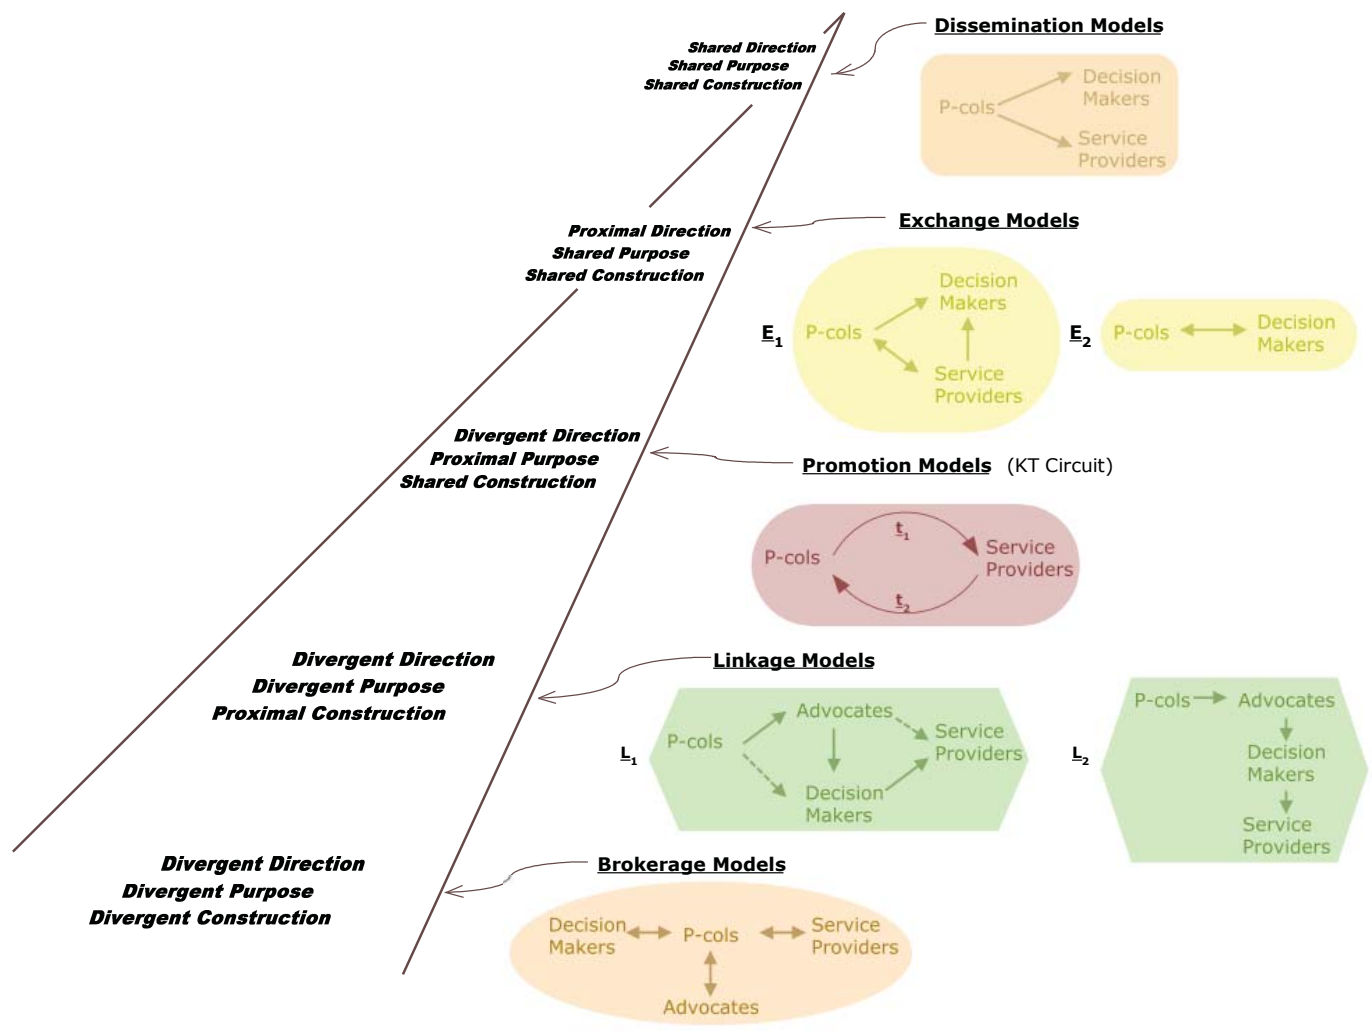 Dissemination Models
Shared Direction
Shared Purpose
Shared Construction
P-cols
Decision
Makers
Service
Providers
Exchange Models
Proximal Direction
Shared Purpose
Shared Construction
E1
P-cols
Decision
Makers
Service
Providers
E2
P-cols
Decision
Makers
Divergent Direction
Proximal Purpose
Shared Construction
Promotion Models (KT Circuit)
P-cols
t1
t2
Service
Providers
Divergent Direction
Divergent Purpose
Proximal Construction
Linkage Models
L1
P-cols
Advocates
Decision
Makers
Service
Providers
L2
P-cols
Advocates
Decision
Makers
Service
Providers
Divergent Direction
Divergent Purpose
Divergent Construction
Brokerage Models
Decision
Makers
P-cols
Service
Providers
Advocates